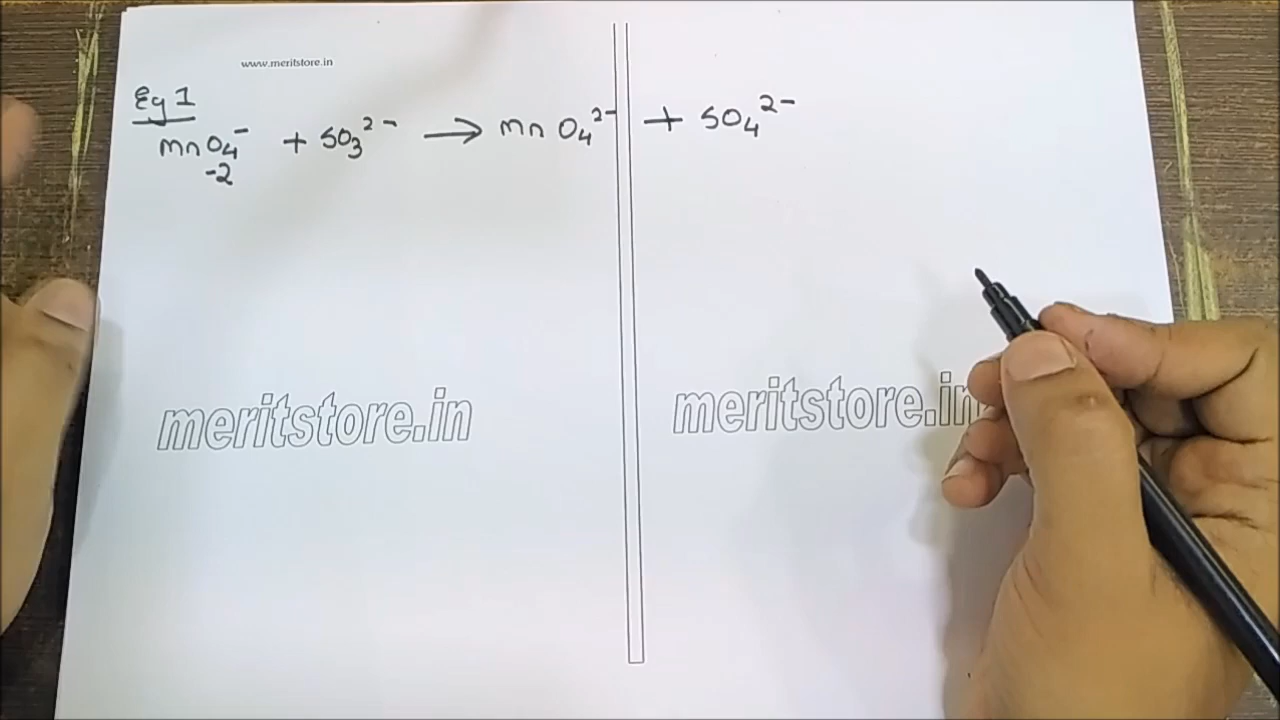 www.meritstore.in
Eg 1
mnO₄⁻ + SO₃²⁻ → mnO₄²⁻ + SO₄²⁻
-2
meritstore.in meritstore.in